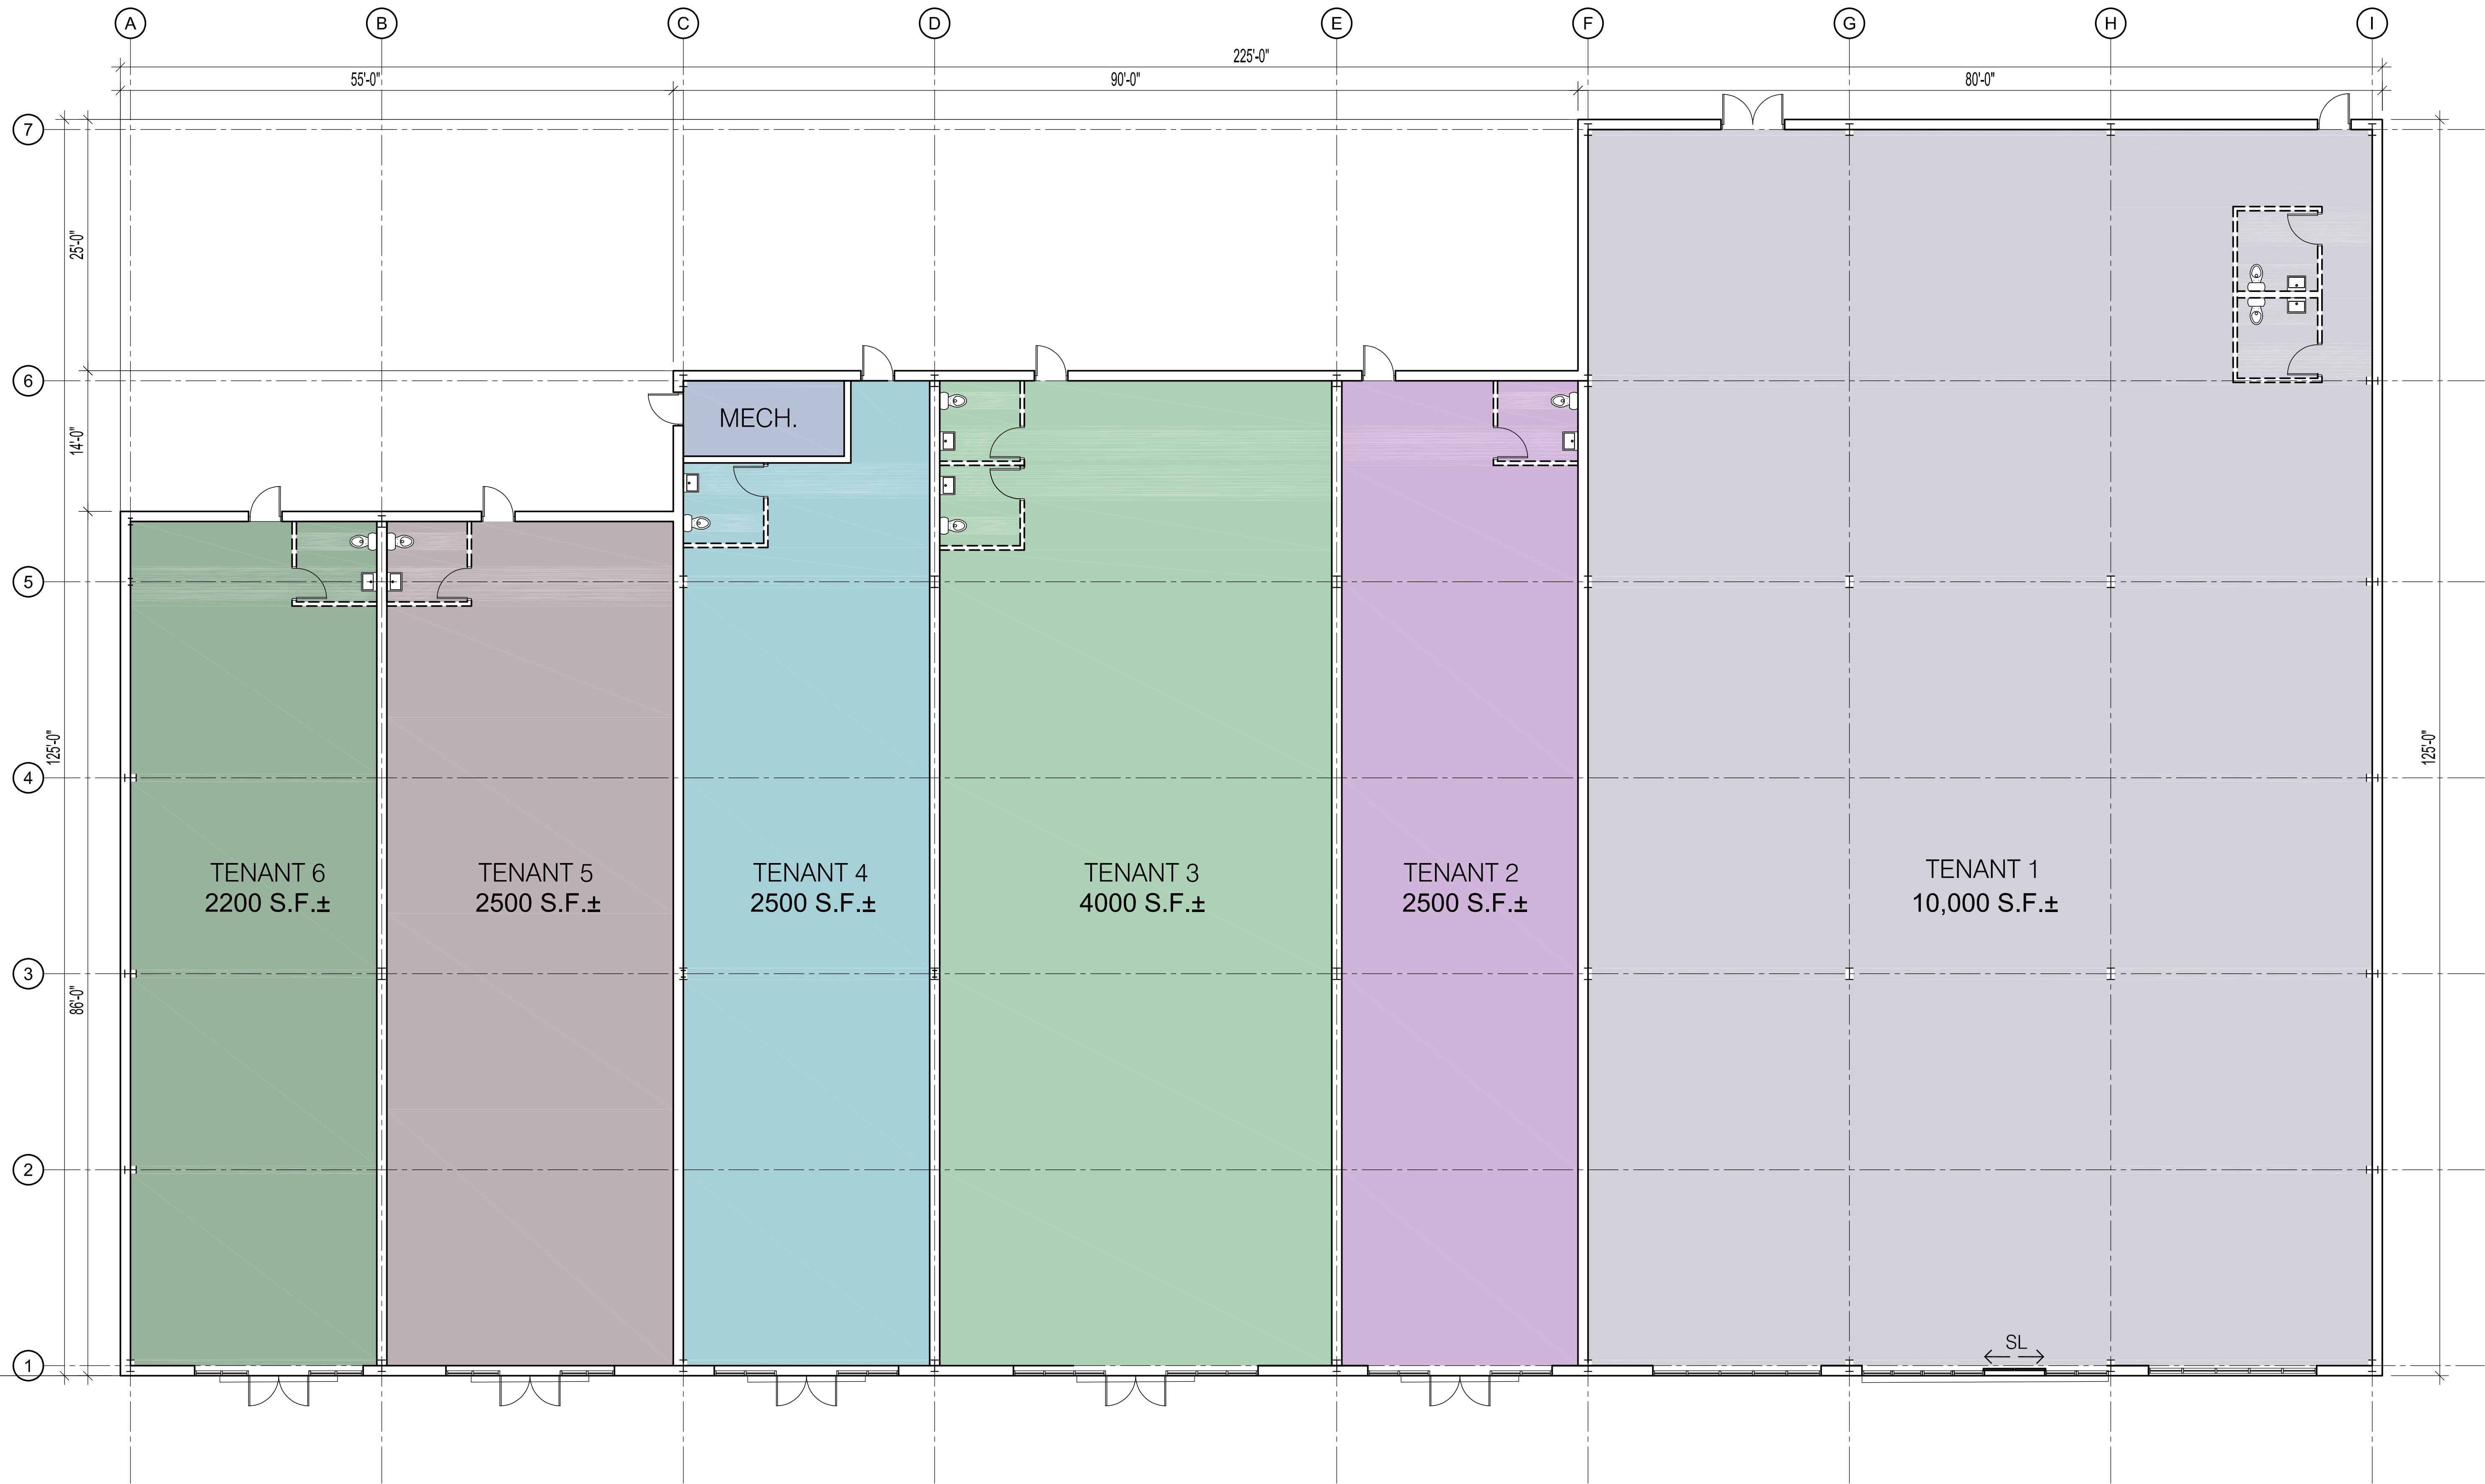 A B C D E F G H I
225'-0"
55'-0" 90'-0" 80'-0"
7
25'-0"
6
14'-0"
MECH.
5
125'-0"
125'-0"
4
TENANT 6
2200 S.F.±
TENANT 5
2500 S.F.±
TENANT 4
2500 S.F.±
TENANT 3
4000 S.F.±
TENANT 2
2500 S.F.±
TENANT 1
10,000 S.F.±
3
86'-0"
2
SL
1